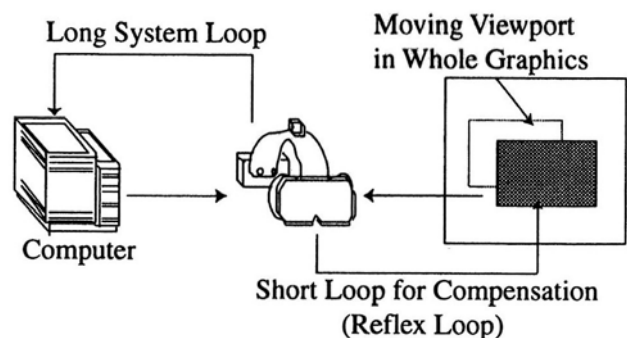 Long System Loop
Moving Viewport
in Whole Graphics
Computer
Short Loop for Compensation
(Reflex Loop)